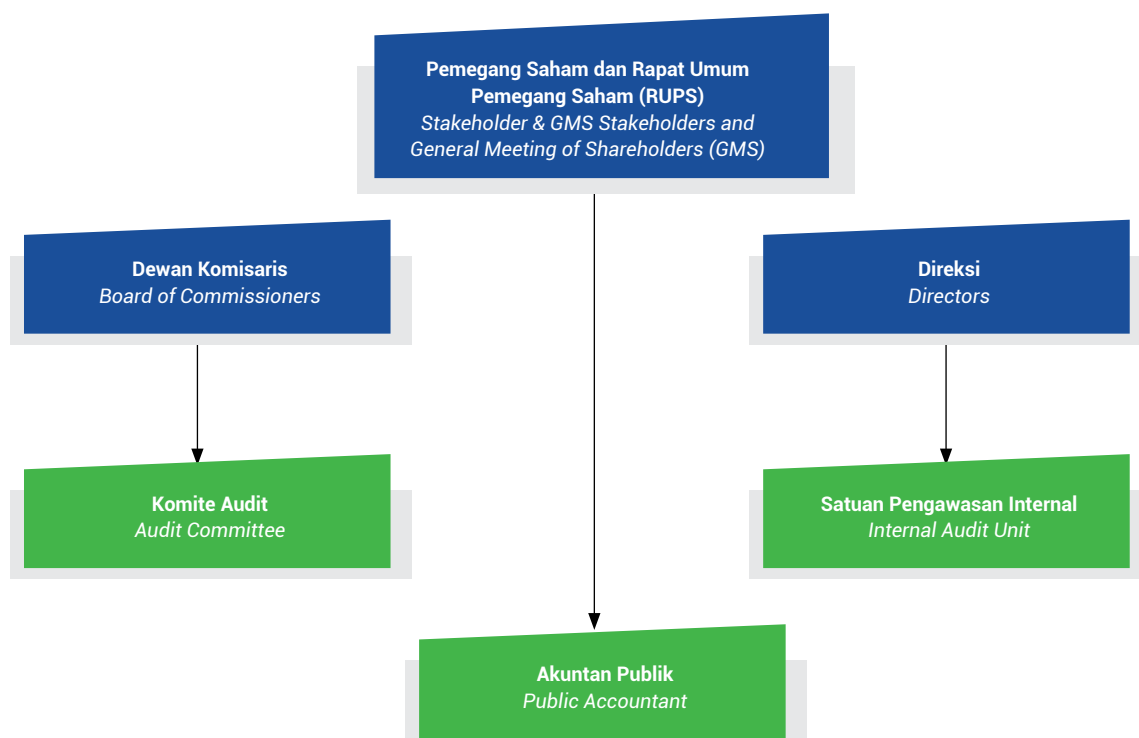 Pemegang Saham dan Rapat Umum
Pemegang Saham (RUPS)
Stakeholder & GMS Stakeholders and
General Meeting of Shareholders (GMS)
Dewan Komisaris
Board of Commissioners
Direksi
Directors
Komite Audit
Audit Committee
Satuan Pengawasan Internal
Internal Audit Unit
Akuntan Publik
Public Accountant